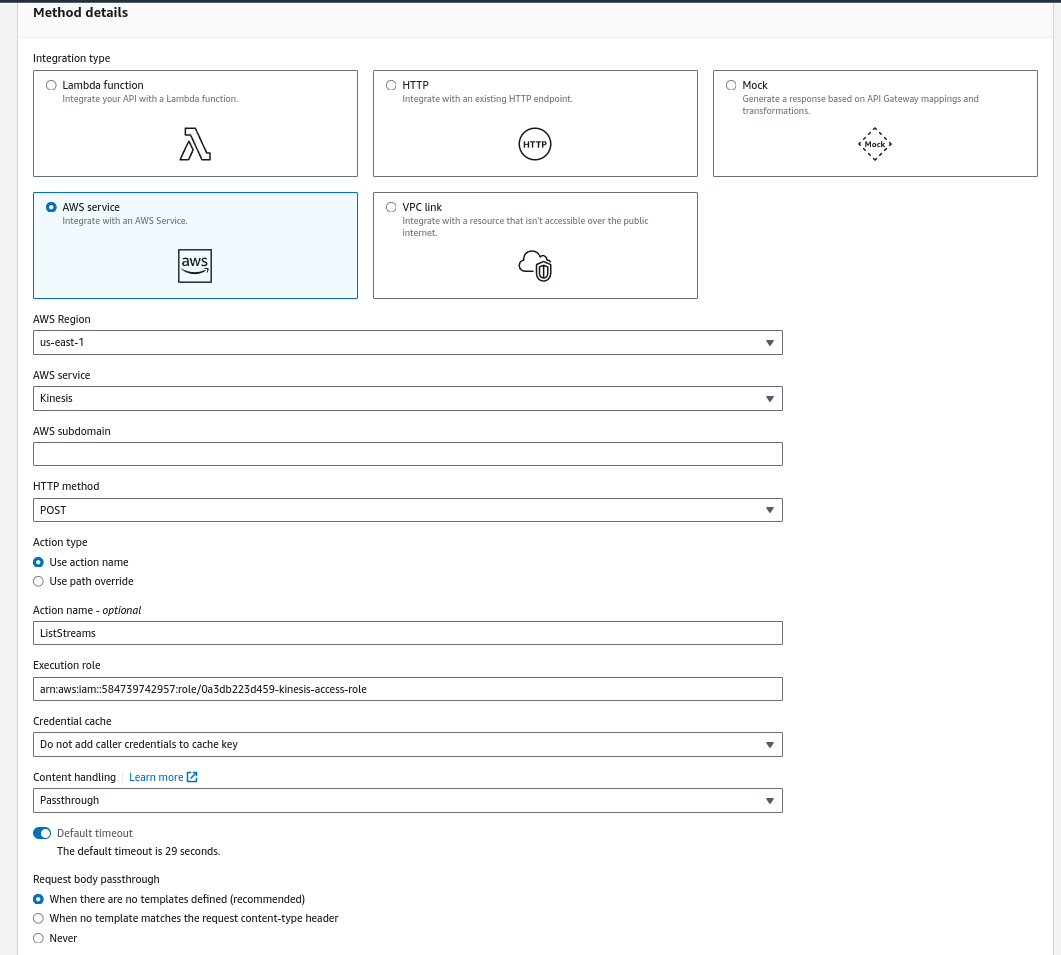 Method details
Integration type
Lambda function
Integrate your API with a Lambda function.
HTTP
Integrate with an existing HTTP endpoint.
HTTP
Mock
Generate a response based on API Gateway mappings and
transformations.
Mock
AWS service
Integrate with an AWS Service.
aws
VPC link
Integrate with a resource that isn't accessible over the public
internet.
AWS Region
us-east-1
AWS service
Kinesis
AWS subdomain
HTTP method
POST
Action type
Use action name
Use path override
Action name - optional
ListStreams
Execution role
arn:aws:iam::584739742957:role/0a3db223d459-kinesis-access-role
Credential cache
Do not add caller credentials to cache key
Content handling Learn more
Passthrough
Default timeout
The default timeout is 29 seconds.
Request body passthrough
When there are no templates defined (recommended)
When no template matches the request content-type header
Never